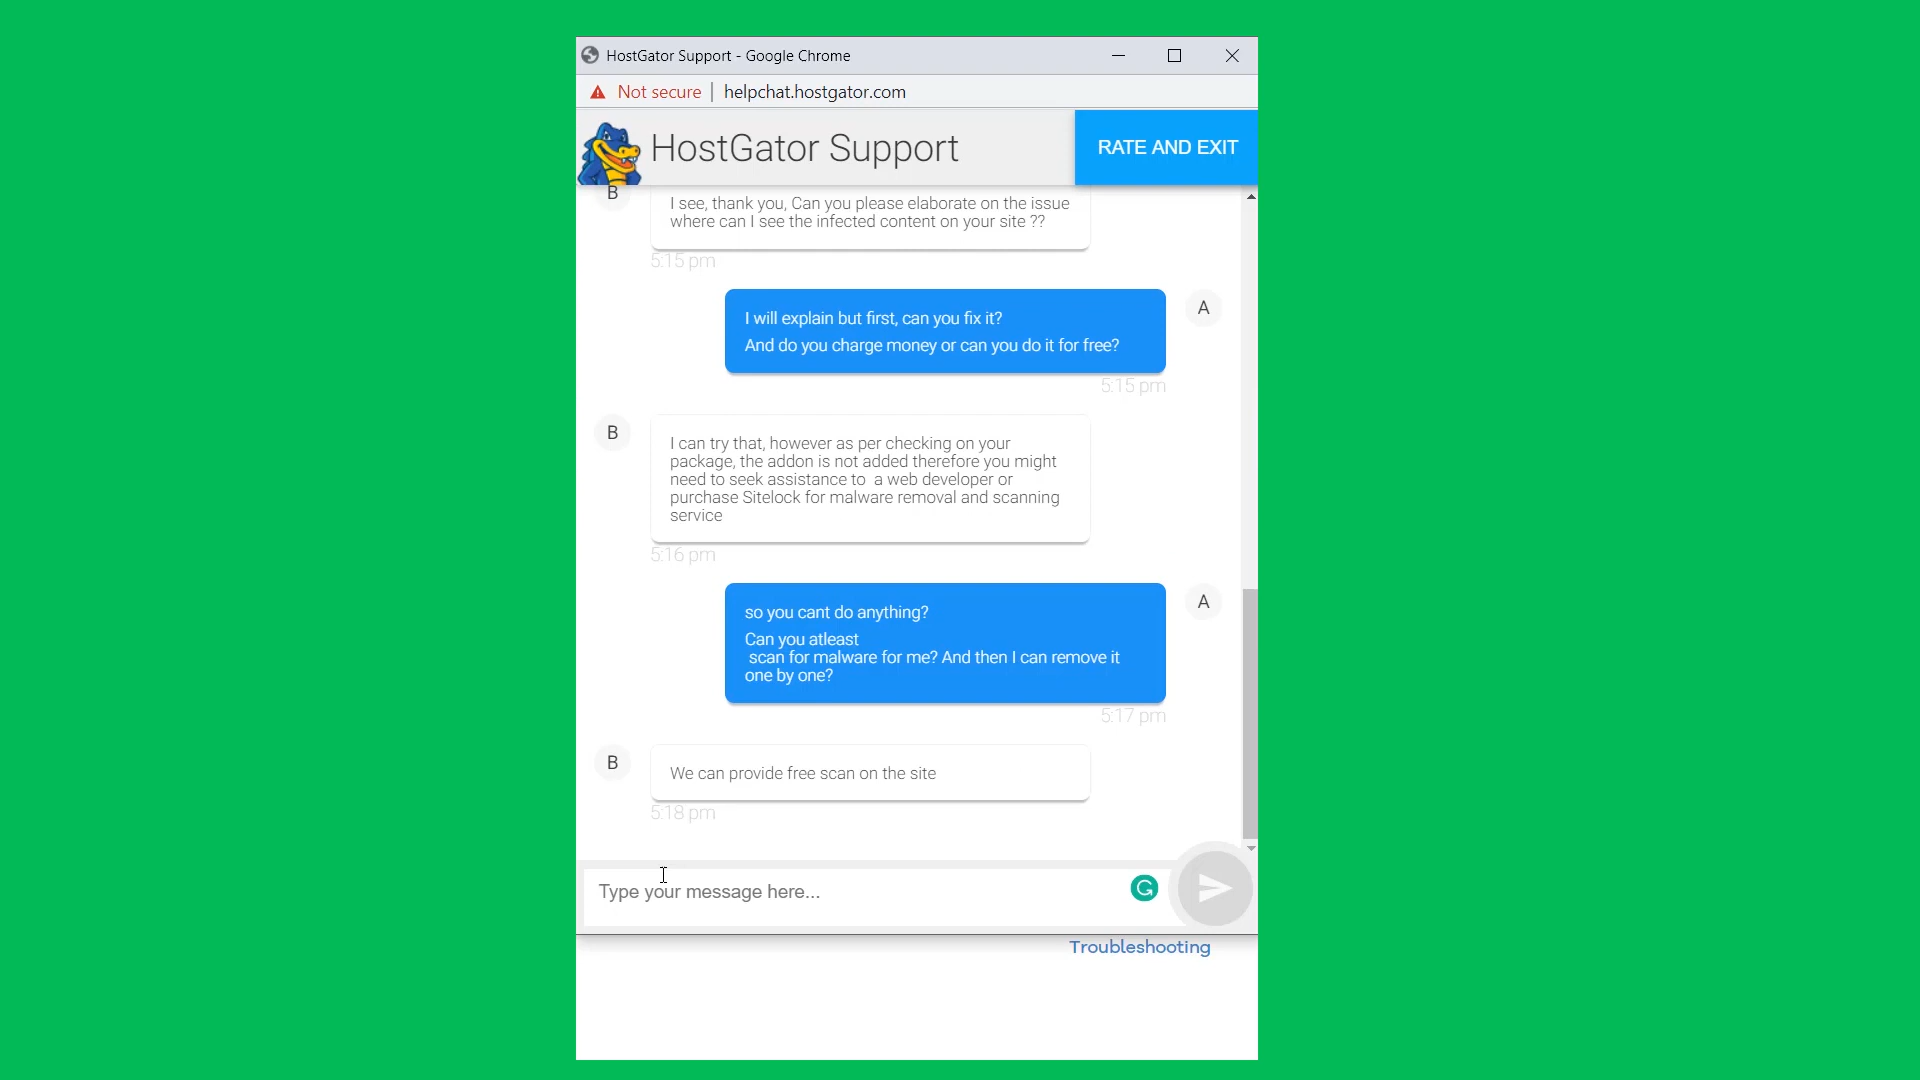 HostGator Support - Google Chrome
Not secure | helpchat.hostgator.com
HostGator Support
RATE AND EXIT
B
I see, thank you, Can you please elaborate on the issue
where can I see the infected content on your site ??
5:15 pm
A
I will explain but first, can you fix it?
And do you charge money or can you do it for free?
5:15 pm
B
I can try that, however as per checking on your
package, the addon is not added therefore you might
need to seek assistance to  a web developer or
purchase Sitelock for malware removal and scanning
service
5:16 pm
A
so you cant do anything?
Can you atleast
scan for malware for me? And then I can remove it
one by one?
5:17 pm
B
We can provide free scan on the site
5:18 pm
Type your message here...
Troubleshooting